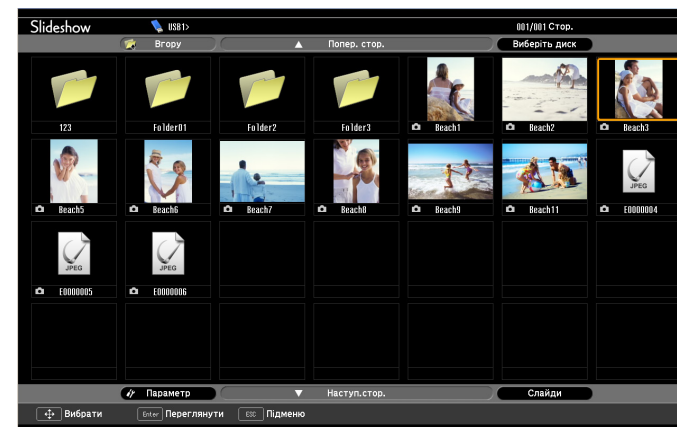 Slideshow USB1> 001/001 Стор.
Вгору Попер. стор. Виберіть диск
123 Folder01 Folder2 Folder3 Beach1 Beach2 Beach3
Beach5 Beach6 Beach7 Beach8 Beach9 Beach11 E0000004
JPEG
E0000005 E0000006
JPEG JPEG
Параметр Наступ.стор. Слайди
Вибрати Enter Переглянути ESC Підменю